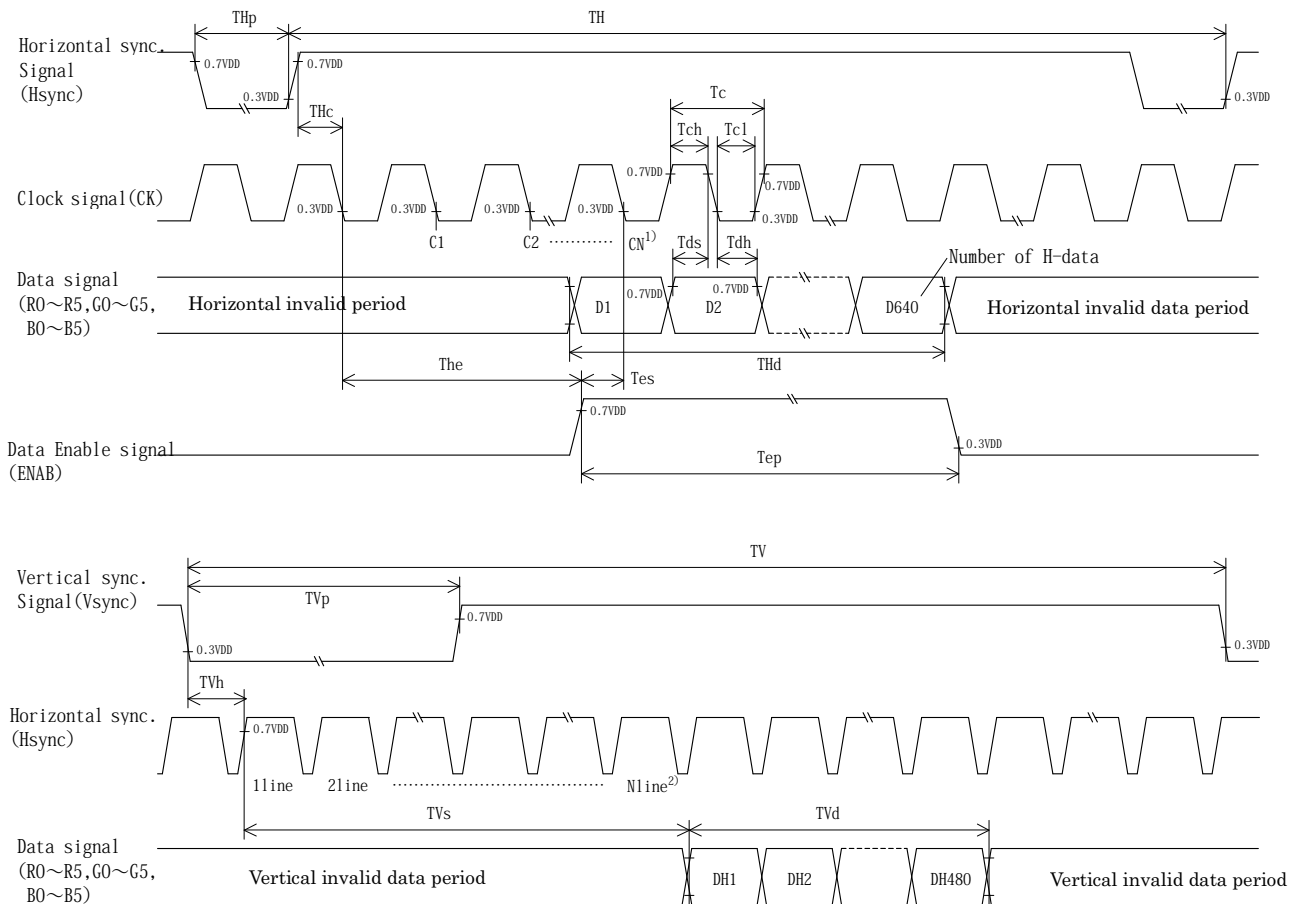 THp
TH
Horizontal sync.
Signal
(Hsync)
0.7VDD
0.7VDD
0.3VDD
0.3VDD
THc
Tc
Tch
Tcl
Clock signal(CK)
0.7VDD
0.7VDD
0.3VDD
0.3VDD
0.3VDD
0.3VDD
0.3VDD
C1
C2
············
CN1)
Tds
Tdh
Number of H-data
Data signal
(R0～R5,G0～G5,
B0～B5)
Horizontal invalid period
D1
0.7VDD
D2
0.7VDD
D640
Horizontal invalid data period
THd
The
Tes
0.7VDD
Data Enable signal
(ENAB)
0.3VDD
Tep
TV
Vertical sync.
Signal(Vsync)
TVp
0.7VDD
0.3VDD
0.3VDD
TVh
Horizontal sync.
(Hsync)
0.7VDD
1line
2line
········································
Nline2)
TVs
TVd
Data signal
(R0～R5,G0～G5,
B0～B5)
Vertical invalid data period
DH1
DH2
DH480
Vertical invalid data period